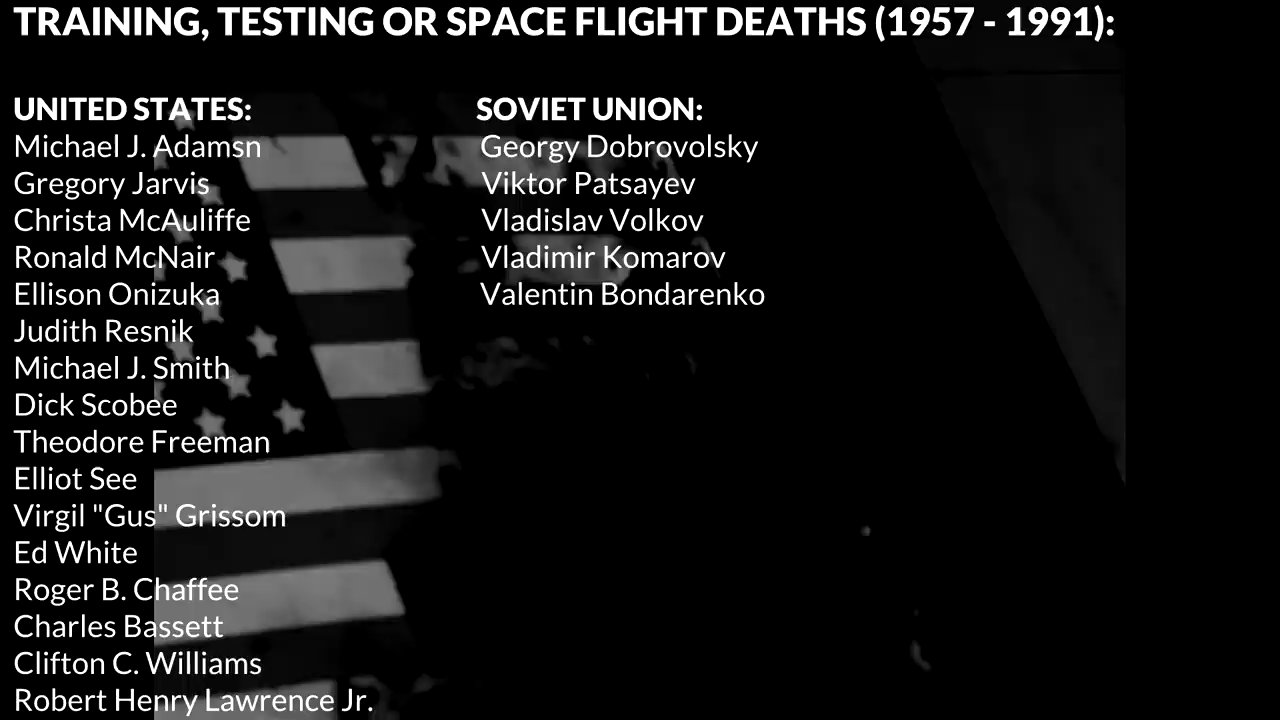 TRAINING, TESTING OR SPACE FLIGHT DEATHS (1957 - 1991):
UNITED STATES:
Michael J. Adamsn
Gregory Jarvis
Christa McAuliffe
Ronald McNair
Ellison Onizuka
Judith Resnik
Michael J. Smith
Dick Scobee
Theodore Freeman
Elliot See
Virgil "Gus" Grissom
Ed White
Roger B. Chaffee
Charles Bassett
Clifton C. Williams
Robert Henry Lawrence Jr.
SOVIET UNION:
Georgy Dobrovolsky
Viktor Patsayev
Vladislav Volkov
Vladimir Komarov
Valentin Bondarenko